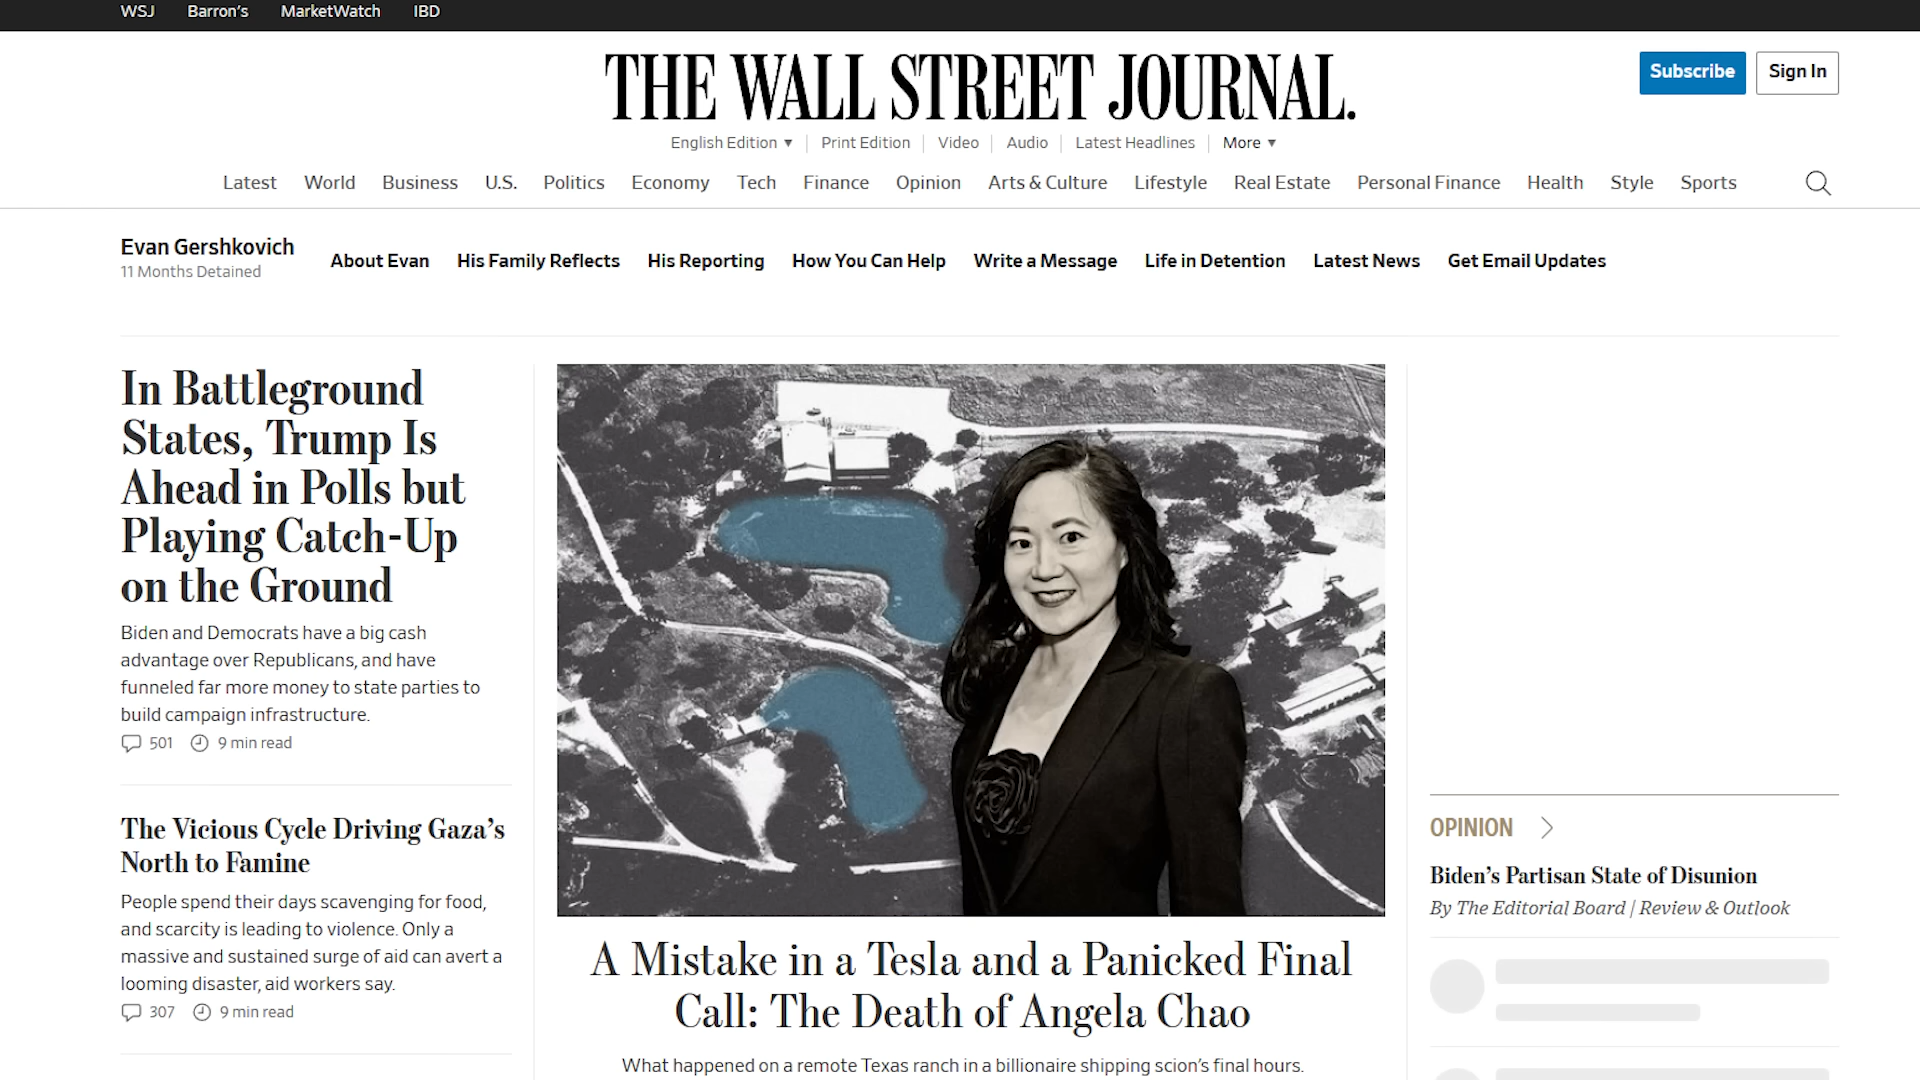 WSJ Barron's MarketWatch IBD
THE WALL STREET JOURNAL.
Subscribe Sign In
English Edition Print Edition Video Audio Latest Headlines More
Latest World Business U.S. Politics Economy Tech Finance Opinion Arts & Culture Lifestyle Real Estate Personal Finance Health Style Sports
Evan Gershkovich
11 Months Detained
About Evan His Family Reflects His Reporting How You Can Help Write a Message Life in Detention Latest News Get Email Updates
In Battleground
States, Trump Is
Ahead in Polls but
Playing Catch-Up
on the Ground
Biden and Democrats have a big cash
advantage over Republicans, and have
funneled far more money to state parties to
build campaign infrastructure.
501 9 min read
The Vicious Cycle Driving Gaza’s
North to Famine
People spend their days scavenging for food,
and scarcity is leading to violence. Only a
massive and sustained surge of aid can avert a
looming disaster, aid workers say.
307 9 min read
A Mistake in a Tesla and a Panicked Final
Call: The Death of Angela Chao
What happened on a remote Texas ranch in a billionaire shipping scion’s final hours.
OPINION
Biden’s Partisan State of Disunion
By The Editorial Board | Review & Outlook